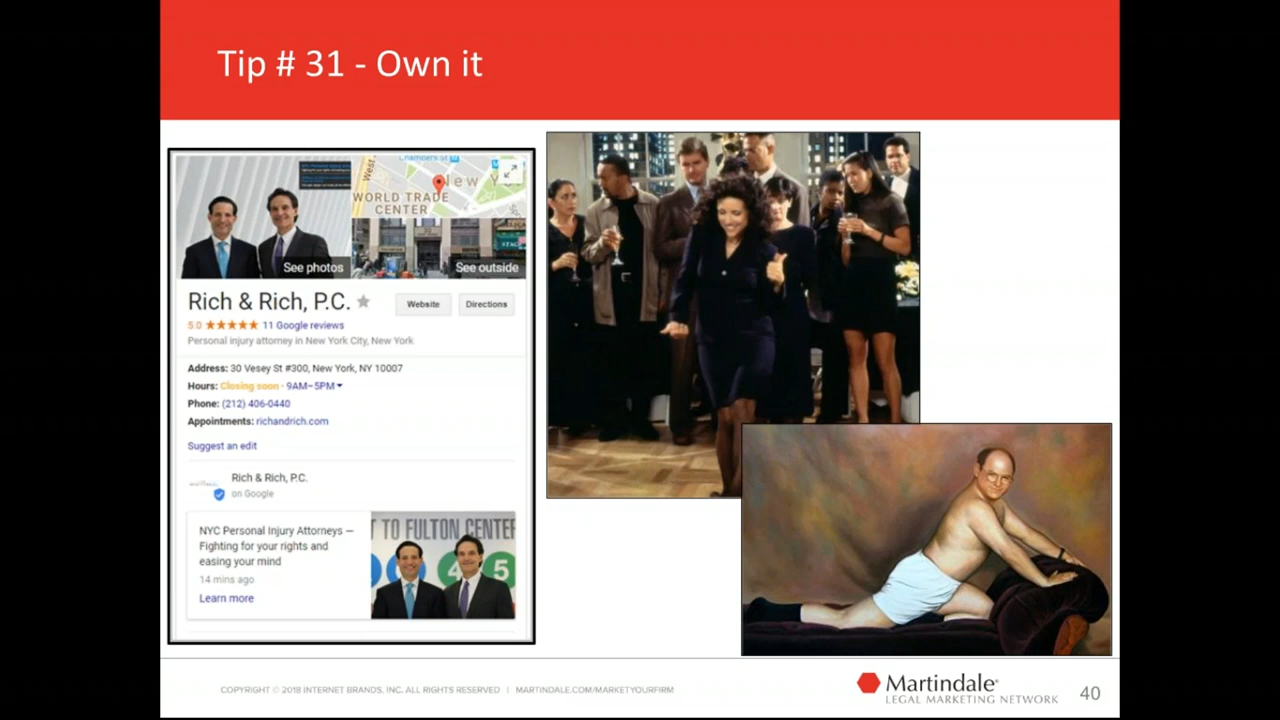 Tip # 31 - Own it
Chambers St
West
New Y
WORLD TRADE
CENTER
See photos
See outside
Rich & Rich, P.C.
Website
Directions
5.0 ★★★★★ 11 Google reviews
Personal injury attorney in New York City, New York
Address: 30 Vesey St #300, New York, NY 10007
Hours: Closing soon · 9AM–5PM
Phone: (212) 406-0440
Appointments: richandrich.com
Suggest an edit
Rich & Rich, P.C.
on Google
NYC Personal Injury Attorneys –
Fighting for your rights and
easing your mind
14 mins ago
Learn more
T TO FULTON CENTER
4 5
COPYRIGHT © 2018 INTERNET BRANDS, INC. ALL RIGHTS RESERVED | MARTINDALE.COM/MARKETYOURFIRM
Martindale®
LEGAL MARKETING NETWORK
40